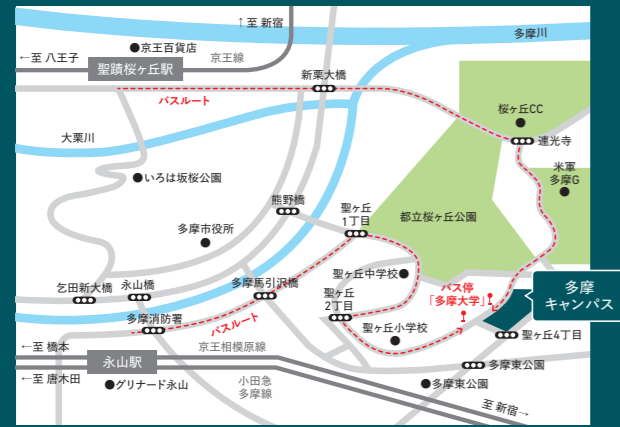 ↑至 新宿
多摩川
●京王百貨店
←至 八王子
聖蹟桜ヶ丘駅
京王線
新栗大橋
バスルート
桜ヶ丘CC
大栗川
連光寺
米軍
多摩G
いろは坂桜公園
熊野橋
聖ヶ丘
1丁目
都立桜ヶ丘公園
多摩市役所
聖ヶ丘中学校
乞田新大橋
永山橋
多摩馬引沢橋
バス停
「多摩大学」
多摩
キャンパス
聖ヶ丘
2丁目
多摩消防署
バスルート
聖ヶ丘小学校
聖ヶ丘4丁目
←至 橋本
京王相模原線
永山駅
多摩東公園
←至 唐木田
●グリナード永山
小田急
多摩線
●多摩東公園
至 新宿→